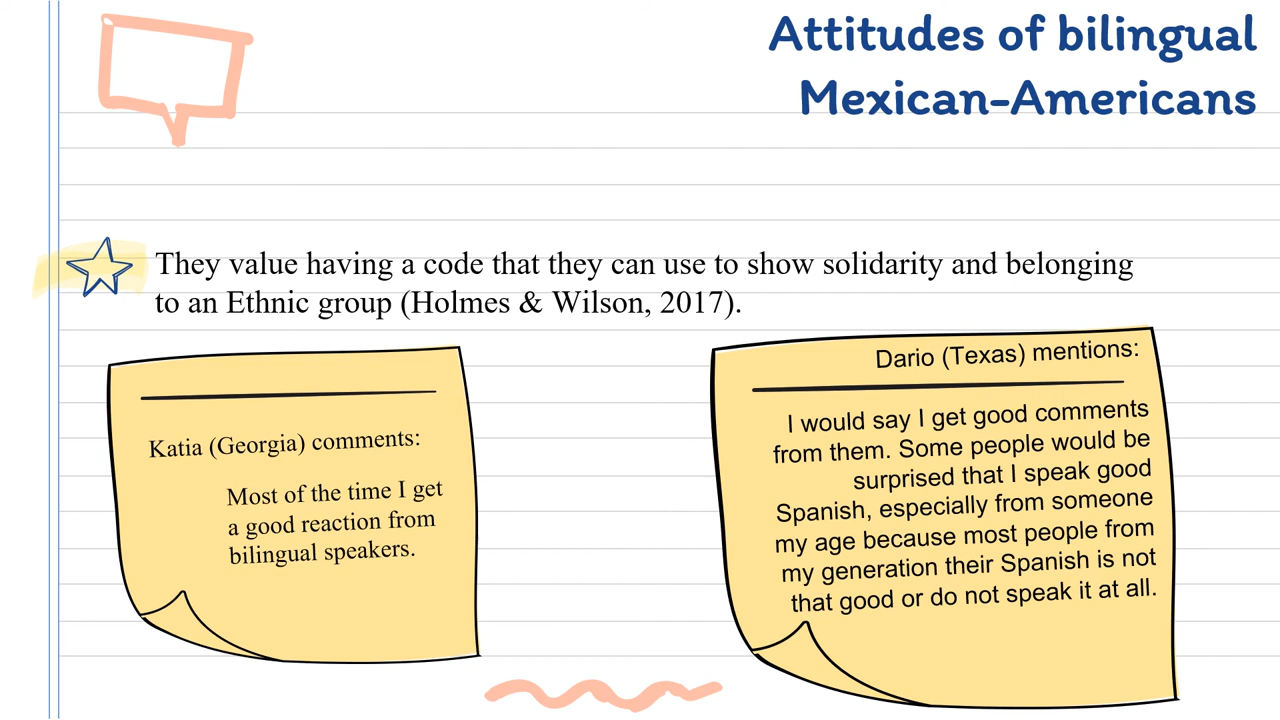 Attitudes of bilingual
Mexican-Americans
They value having a code that they can use to show solidarity and belonging
to an Ethnic group (Holmes & Wilson, 2017).
Katia (Georgia) comments:
Most of the time I get
a good reaction from
bilingual speakers.
Dario (Texas) mentions:
I would say I get good comments
from them. Some people would be
surprised that I speak good
Spanish, especially from someone
my age because most people from
my generation their Spanish is not
that good or do not speak it at all.